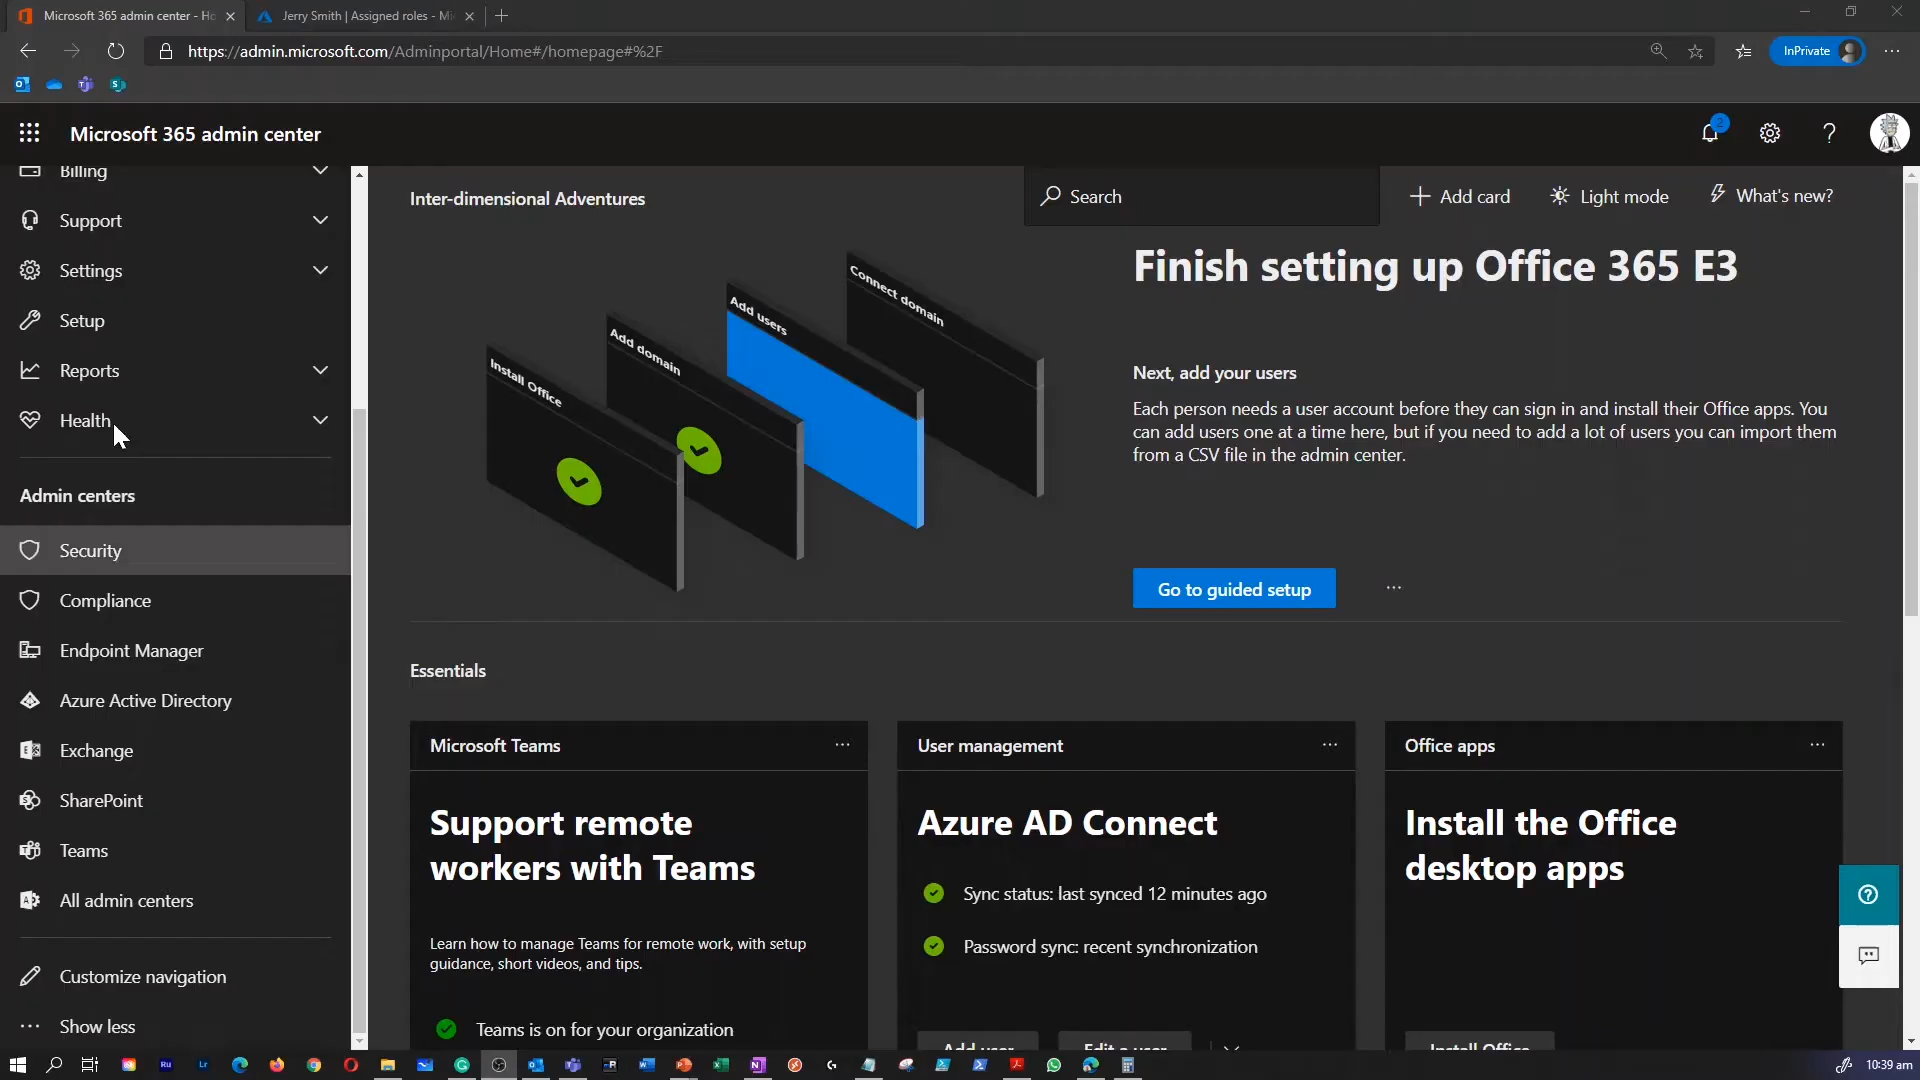 Microsoft 365 admin center - Ho
Jerry Smith | Assigned roles - Mi
https://admin.microsoft.com/Adminportal/Home#/homepage#%2F
InPrivate
Microsoft 365 admin center
2
Billing
Support
Settings
Setup
Reports
Health
Admin centers
Security
Compliance
Endpoint Manager
Azure Active Directory
Exchange
SharePoint
Teams
All admin centers
Customize navigation
Show less
Inter-dimensional Adventures
Search
Add card
Light mode
What's new?
Install Office
Add domain
Add users
Connect domain
Finish setting up Office 365 E3
Next, add your users
Each person needs a user account before they can sign in and install their Office apps. You
can add users one at a time here, but if you need to add a lot of users you can import them
from a CSV file in the admin center.
Go to guided setup
Essentials
Microsoft Teams
Support remote
workers with Teams
Learn how to manage Teams for remote work, with setup
guidance, short videos, and tips.
Teams is on for your organization
User management
Azure AD Connect
Sync status: last synced 12 minutes ago
Password sync: recent synchronization
Add user
Edit a user
Office apps
Install the Office
desktop apps
Install Office
10:39 am